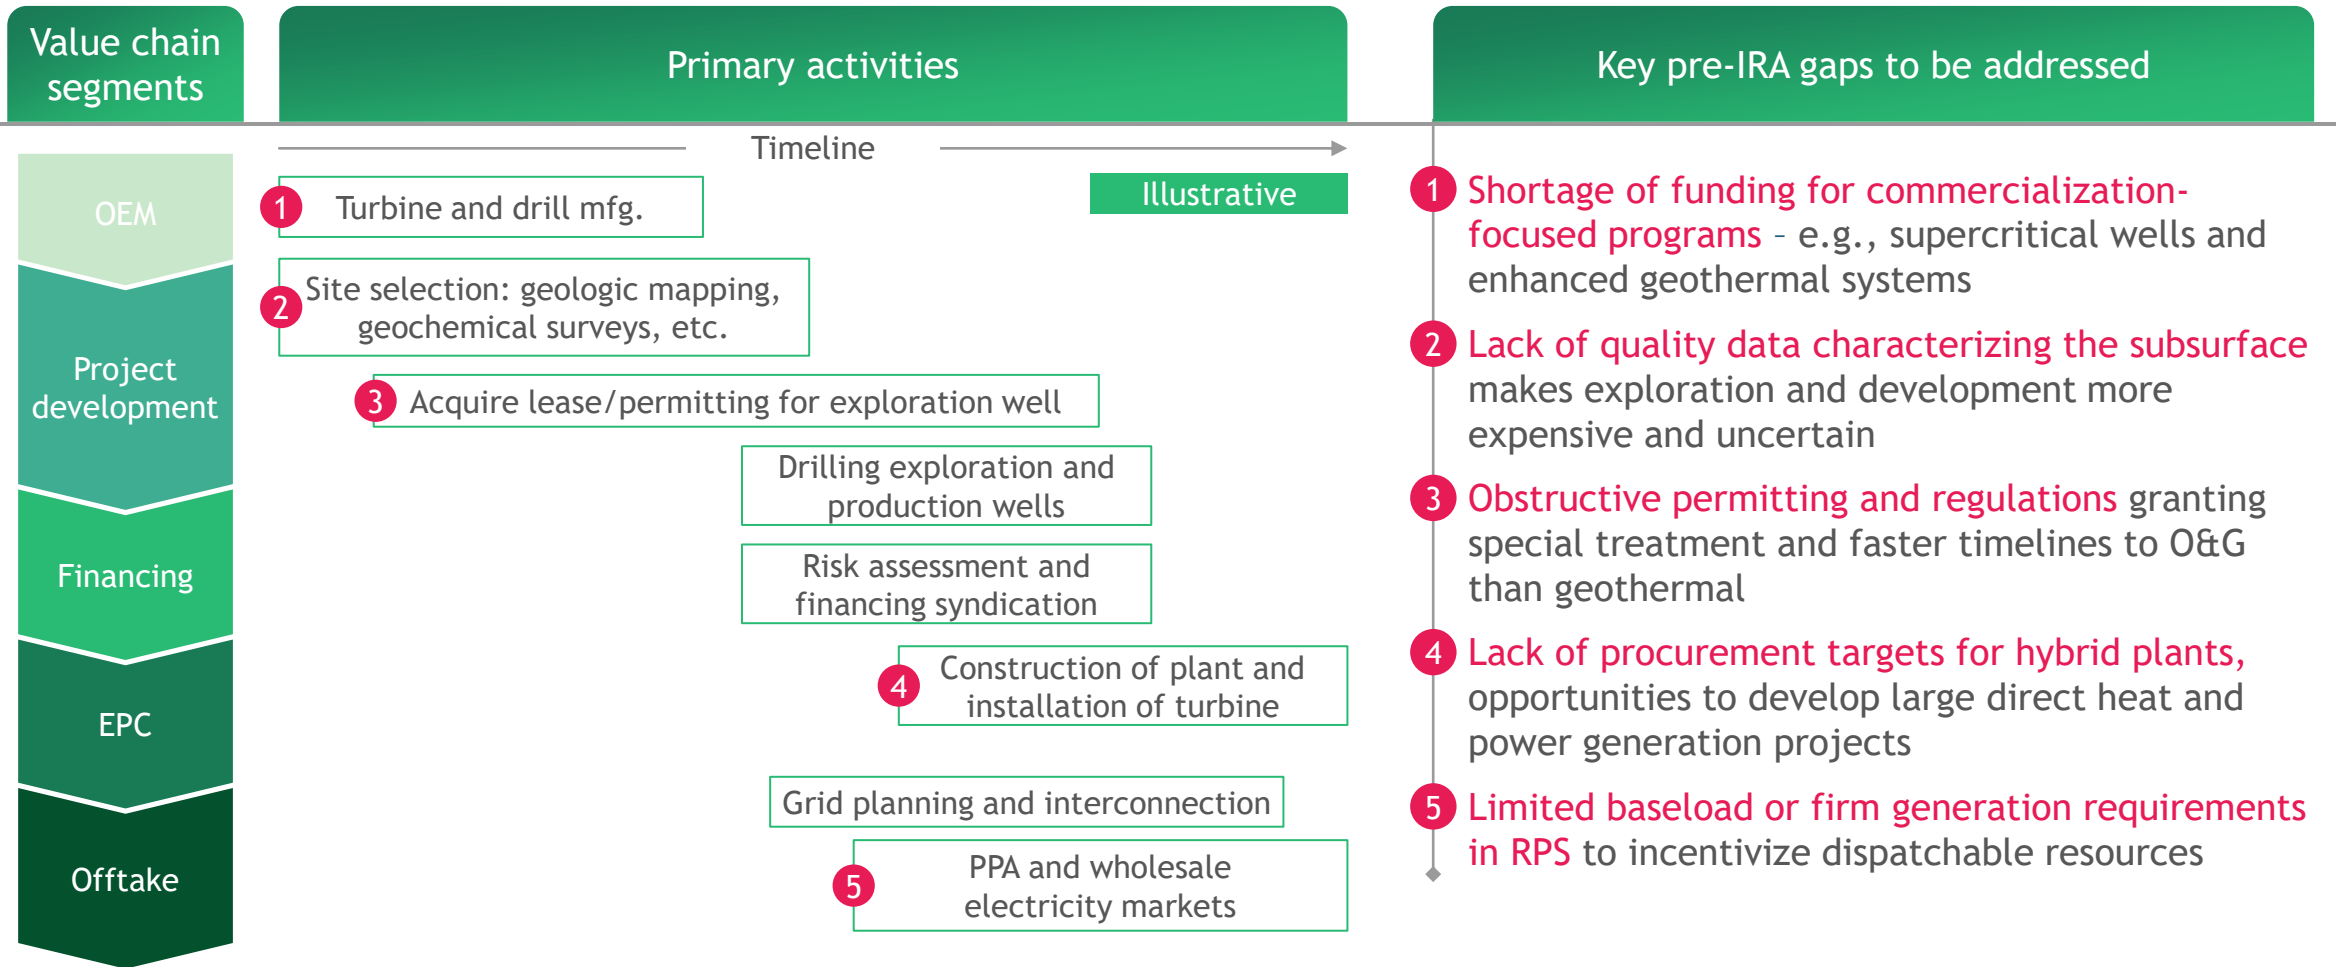 Value chain
segments
Primary activities
Key pre-IRA gaps to be addressed
Timeline
Illustrative
OEM
Project
development
Financing
EPC
Offtake
1 Turbine and drill mfg.
2 Site selection: geologic mapping,
geochemical surveys, etc.
3 Acquire lease/permitting for exploration well
Drilling exploration and
production wells
Risk assessment and
financing syndication
4 Construction of plant and
installation of turbine
Grid planning and interconnection
5 PPA and wholesale
electricity markets
1 Shortage of funding for commercialization-
focused programs – e.g., supercritical wells and
enhanced geothermal systems
2 Lack of quality data characterizing the subsurface
makes exploration and development more
expensive and uncertain
3 Obstructive permitting and regulations granting
special treatment and faster timelines to O&G
than geothermal
4 Lack of procurement targets for hybrid plants,
opportunities to develop large direct heat and
power generation projects
5 Limited baseload or firm generation requirements
in RPS to incentivize dispatchable resources